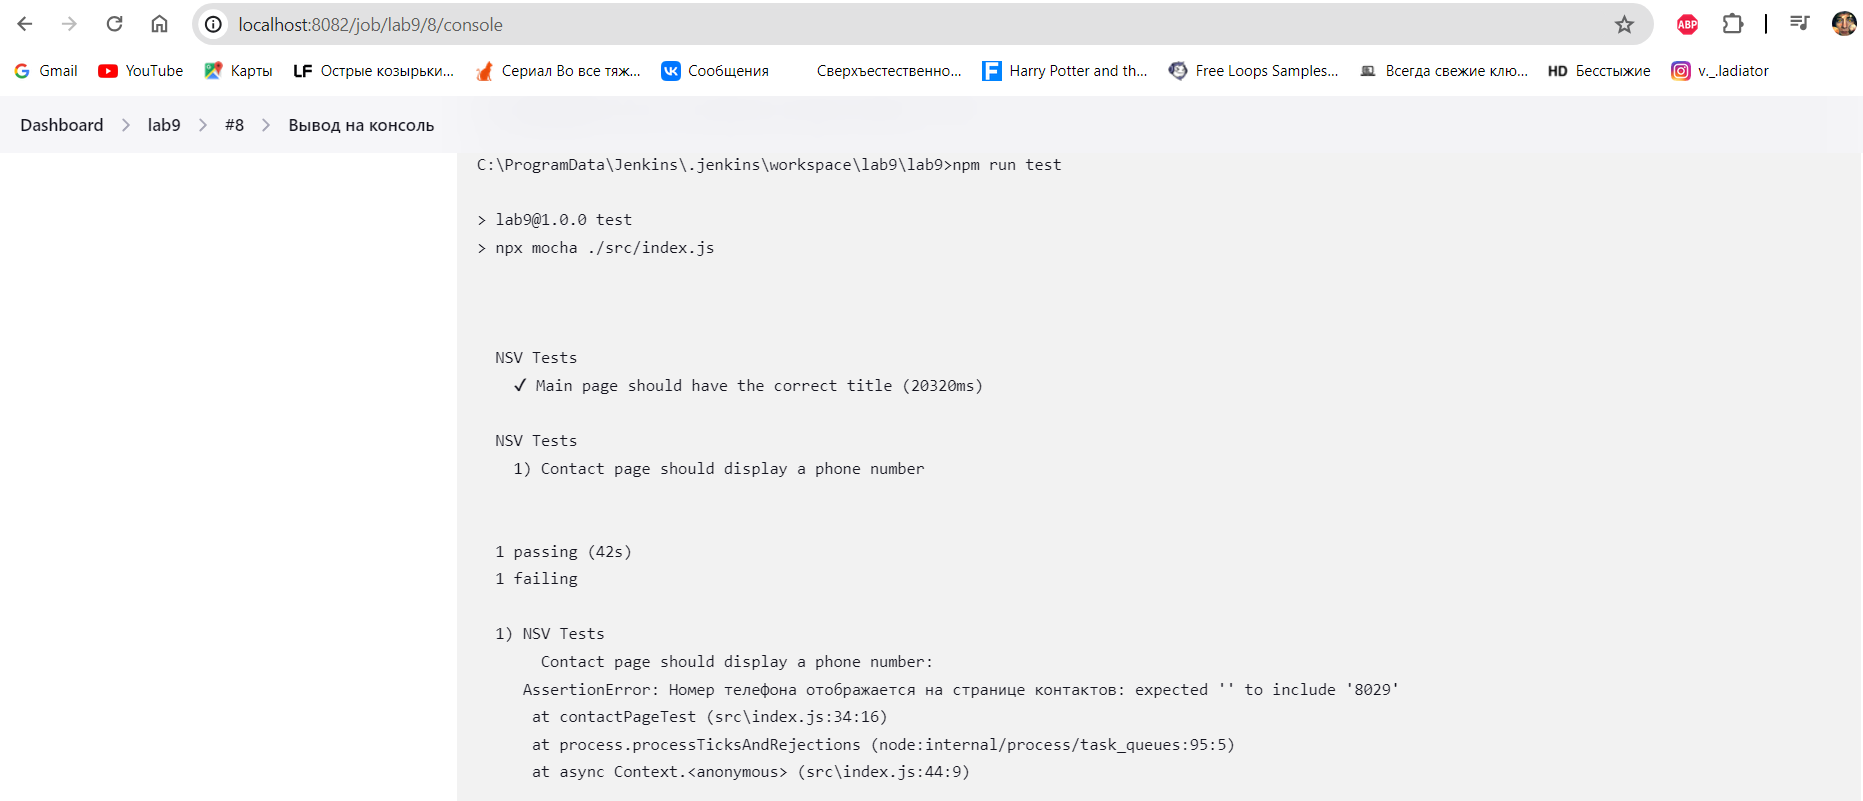 localhost:8082/job/lab9/8/console
ABP
Gmail YouTube Карты LF Острые козырьки... Сериал Во все тяж... Сообщения Сверхъестественно... F Harry Potter and th... Free Loops Samples... Всегда свежие клю... HD Бесстыжие v._.ladiator
Dashboard lab9 #8 Вывод на консоль
C:\ProgramData\Jenkins\.jenkins\workspace\lab9\lab9>npm run test
> lab9@1.0.0 test
> npx mocha ./src/index.js
NSV Tests
✓ Main page should have the correct title (20320ms)
NSV Tests
1) Contact page should display a phone number
1 passing (42s)
1 failing
1) NSV Tests
Contact page should display a phone number:
AssertionError: Номер телефона отображается на странице контактов: expected '' to include '8029'
at contactPageTest (src\index.js:34:16)
at process.processTicksAndRejections (node:internal/process/task_queues:95:5)
at async Context.<anonymous> (src\index.js:44:9)